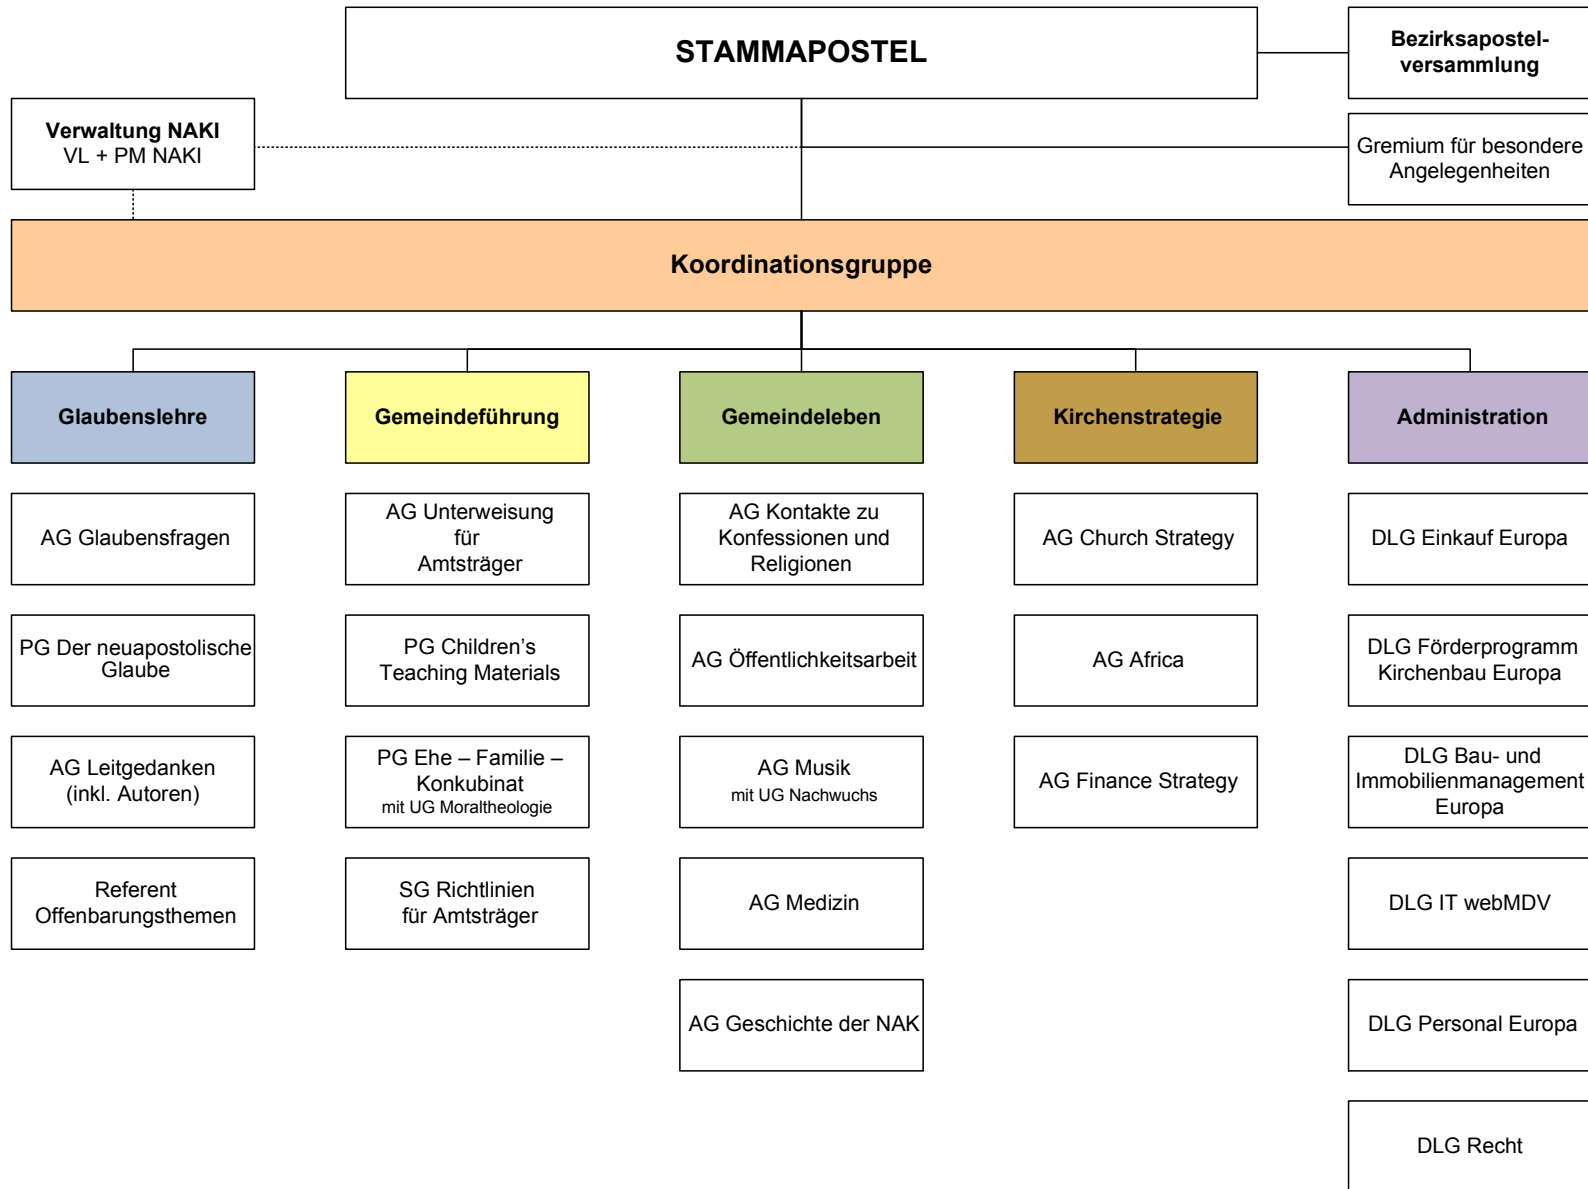 STAMMAPOSTEL
Bezirksapostel-
versammlung
Verwaltung NAKI
VL + PM NAKI
Gremium für besondere
Angelegenheiten
Koordinationsgruppe
Glaubenslehre
Gemeindeführung
Gemeindeleben
Kirchenstrategie
Administration
AG Glaubensfragen
AG Unterweisung
für
Amtsträger
AG Kontakte zu
Konfessionen und
Religionen
AG Church Strategy
DLG Einkauf Europa
PG Der neuapostolische
Glaube
PG Children’s
Teaching Materials
AG Öffentlichkeitsarbeit
AG Africa
DLG Förderprogramm
Kirchenbau Europa
AG Leitgedanken
(inkl. Autoren)
PG Ehe – Familie –
Konkubinat
mit UG Moraltheologie
AG Musik
mit UG Nachwuchs
AG Finance Strategy
DLG Bau- und
Immobilienmanagement
Europa
Referent
Offenbarungsthemen
SG Richtlinien
für Amtsträger
AG Medizin
DLG IT webMDV
AG Geschichte der NAK
DLG Personal Europa
DLG Recht